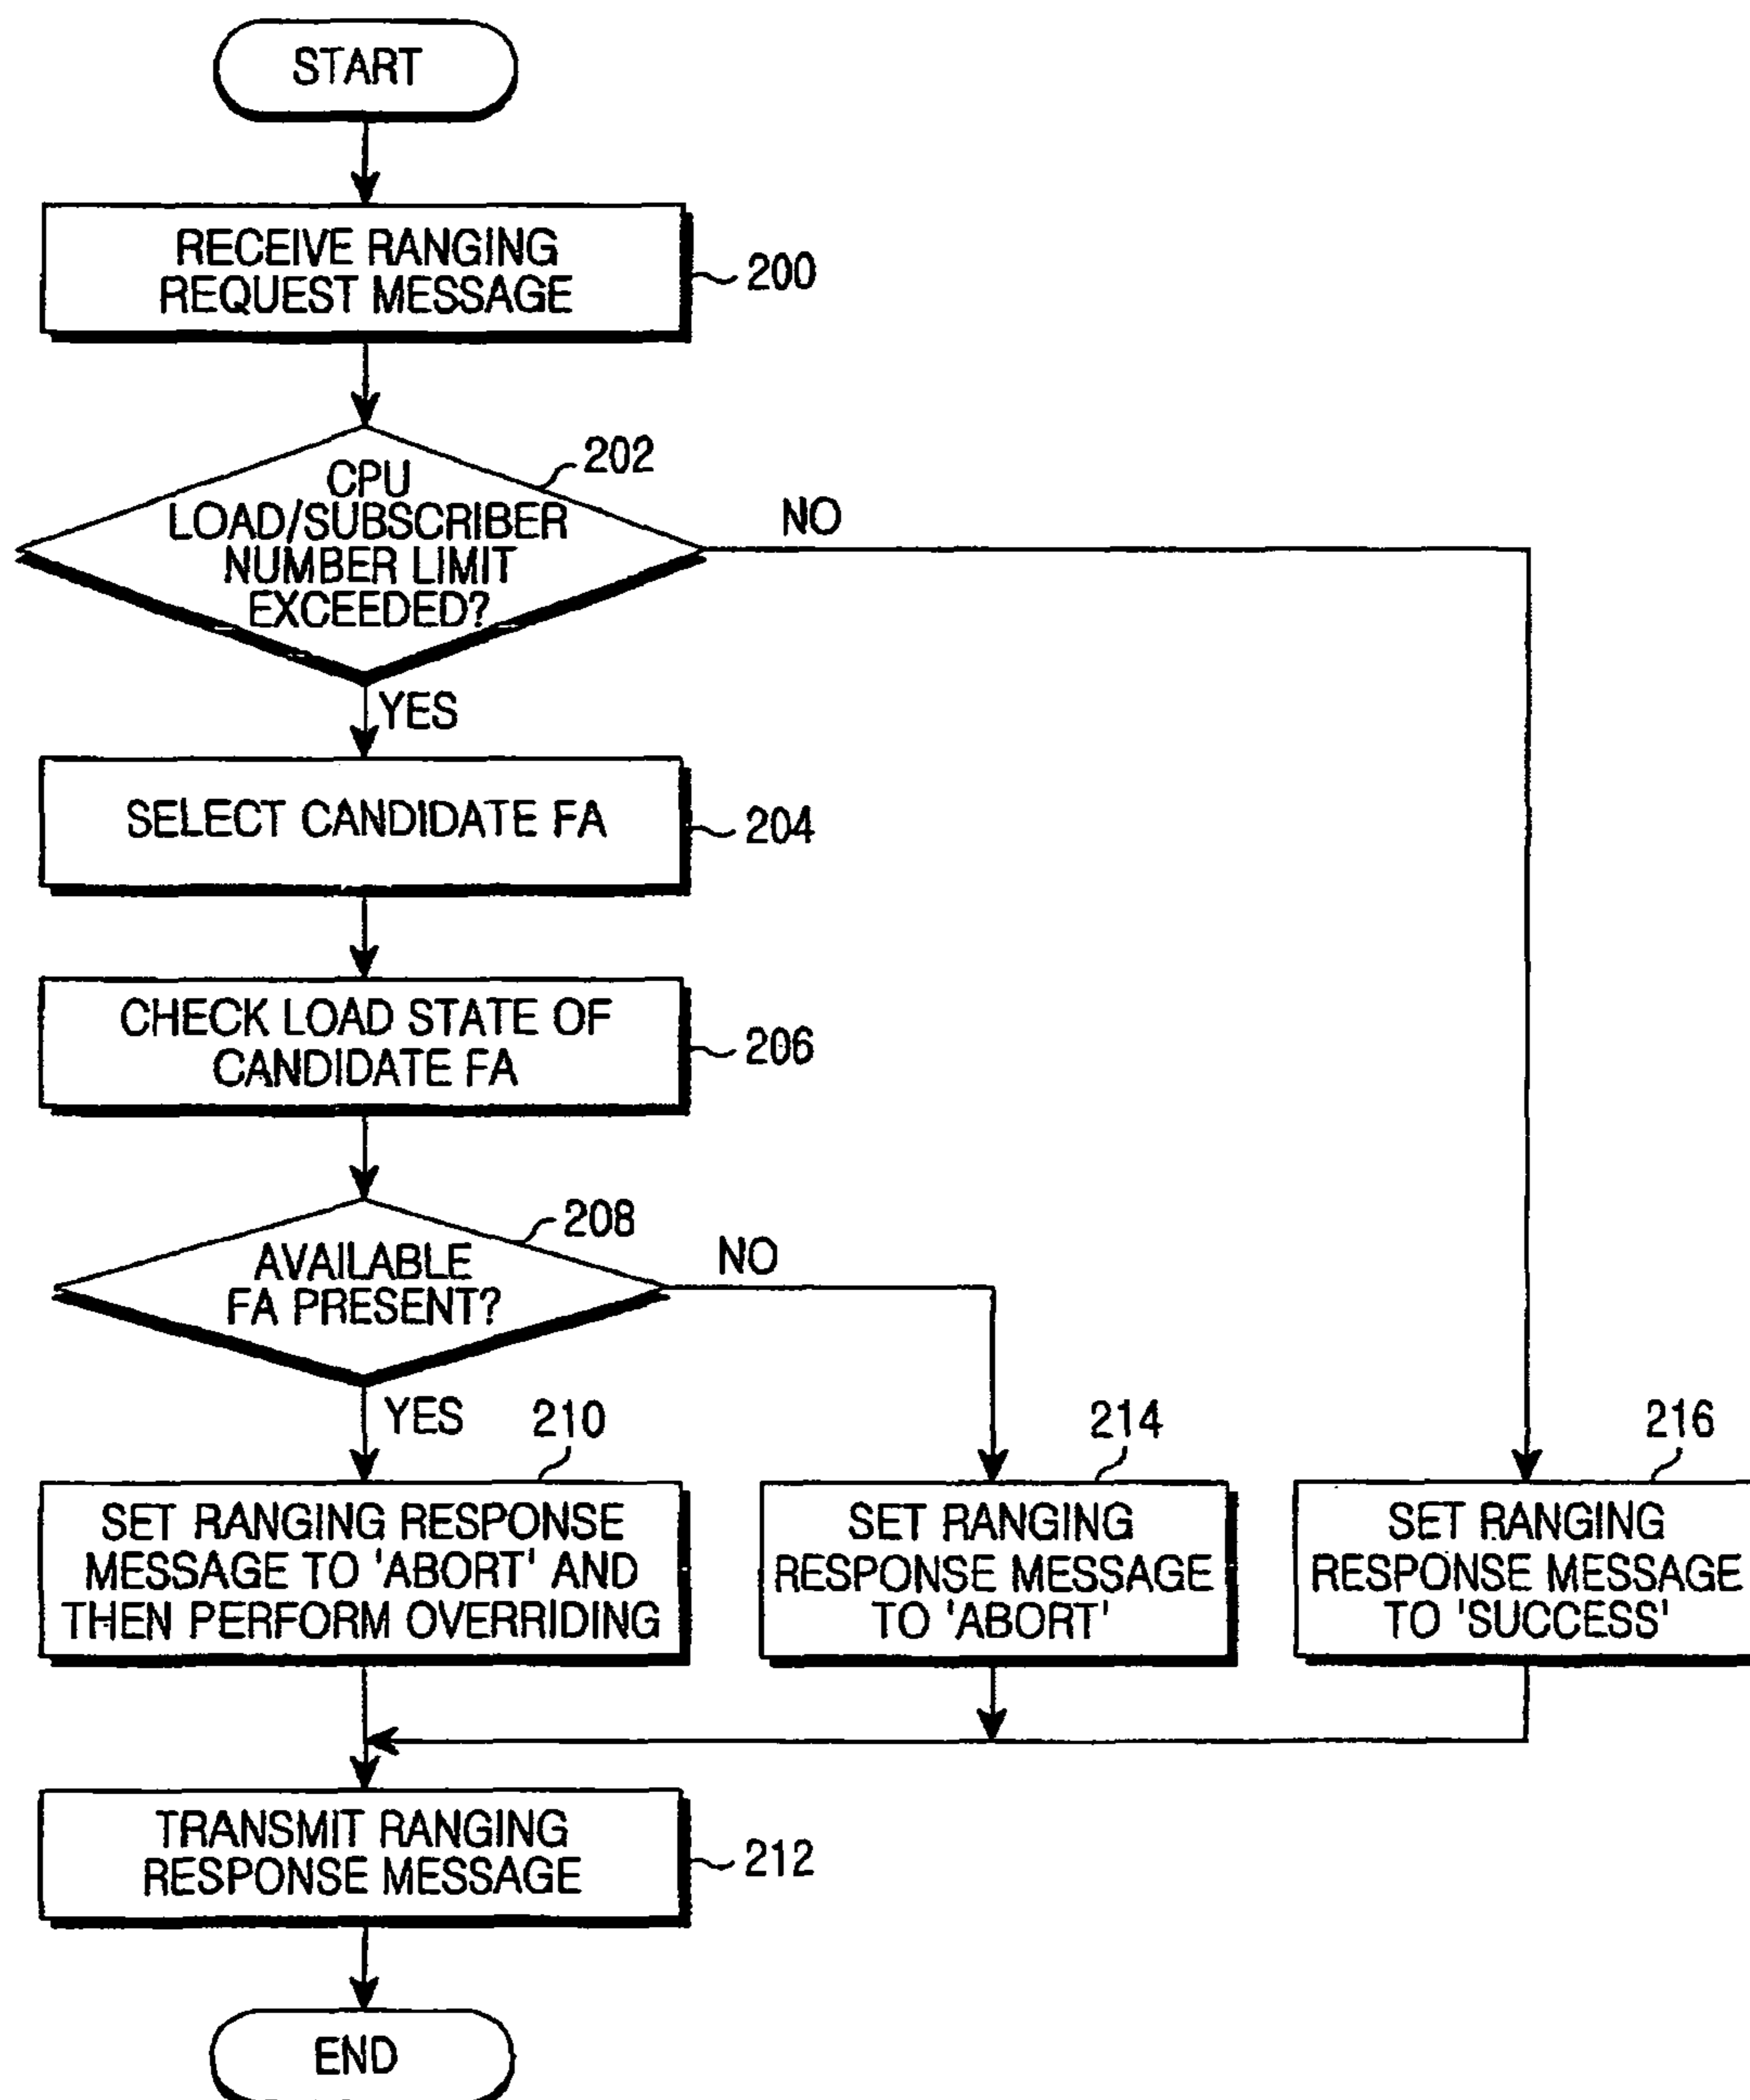 START
RECEIVE RANGING
REQUEST MESSAGE
200
CPU
LOAD/SUBSCRIBER
NUMBER LIMIT
EXCEEDED?
202
NO
YES
SELECT CANDIDATE FA
204
CHECK LOAD STATE OF
CANDIDATE FA
206
AVAILABLE
FA PRESENT?
208
NO
YES
210
SET RANGING RESPONSE
MESSAGE TO 'ABORT' AND
THEN PERFORM OVERRIDING
214
SET RANGING
RESPONSE MESSAGE
TO 'ABORT'
216
SET RANGING
RESPONSE MESSAGE
TO 'SUCCESS'
TRANSMIT RANGING
RESPONSE MESSAGE
212
END